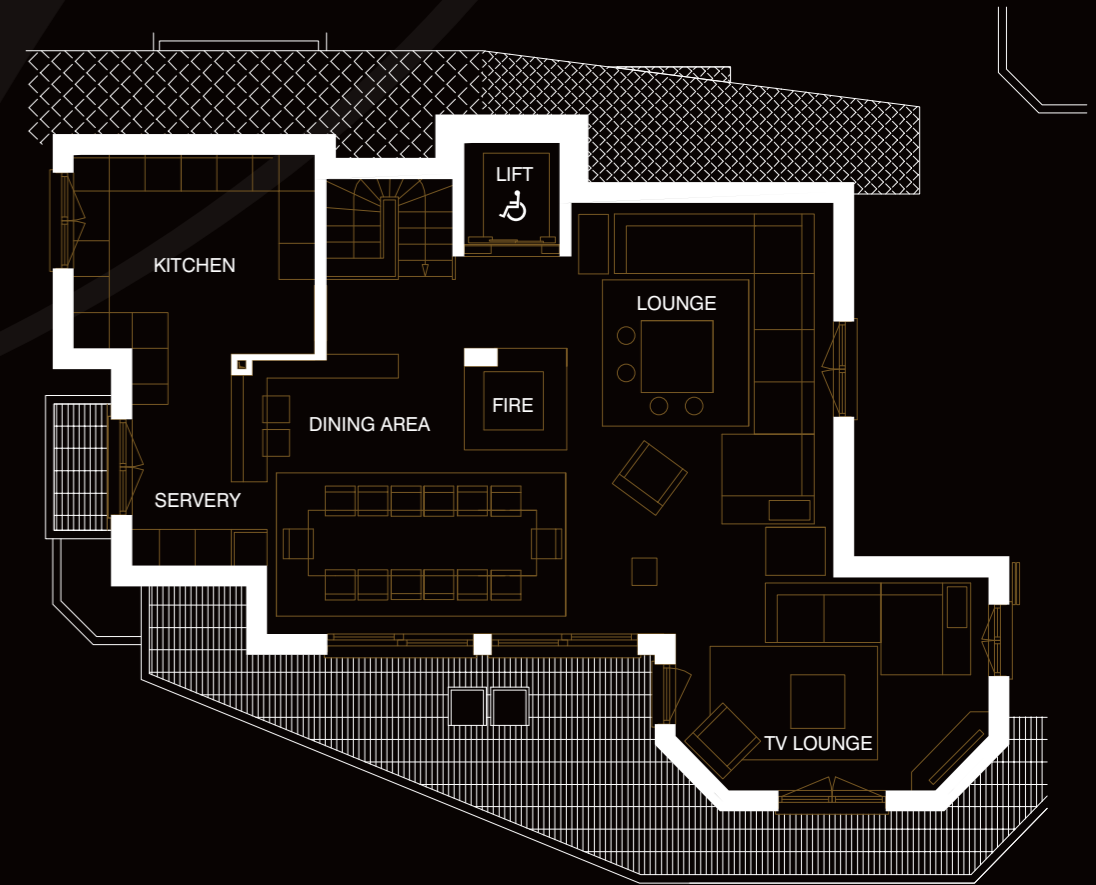 LIFT
KITCHEN
LOUNGE
FIRE
DINING AREA
SERVERY
TV LOUNGE